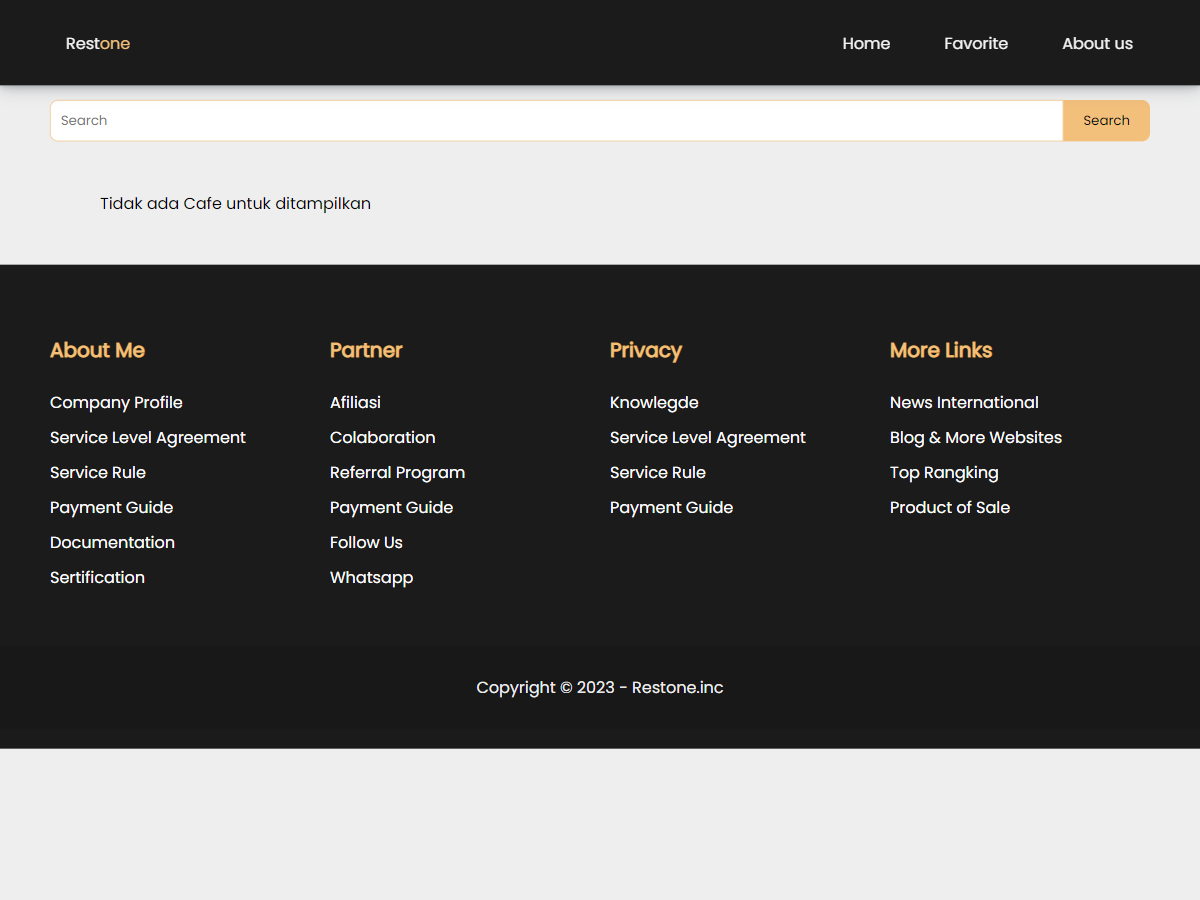 Restone
Home
Favorite
About us
Search
Search
Tidak ada Cafe untuk ditampilkan
About Me
Company Profile
Service Level Agreement
Service Rule
Payment Guide
Documentation
Sertification
Partner
Afiliasi
Colaboration
Referral Program
Payment Guide
Follow Us
Whatsapp
Privacy
Knowlegde
Service Level Agreement
Service Rule
Payment Guide
More Links
News International
Blog & More Websites
Top Rangking
Product of Sale
Copyright © 2023 - Restone.inc